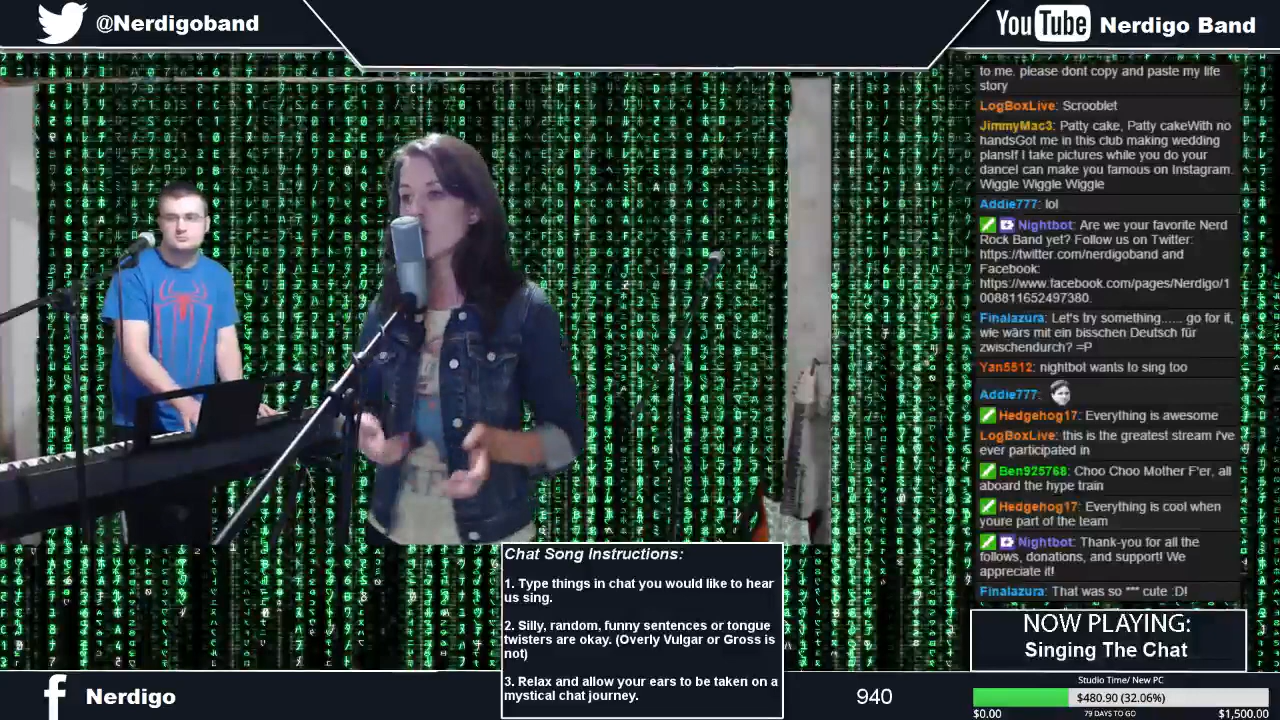 @Nerdigoband
YouTube Nerdigo Band
to me. please dont copy and paste my life
story
LogBoxLive: Scrooblet
JimmyMac3: Patty cake, Patty cakeWith no
handsGot me in this club making wedding
plansIf I take pictures while you do your
danceI can make you famous on Instagram.
Wiggle Wiggle Wiggle
Addie777: lol
Nightbot: Are we your favorite Nerd
Rock Band yet? Follow us on Twitter:
https://twitter.com/nerdigoband and
Facebook:
https://www.facebook.com/pages/Nerdigo/1
008811652497380.
Finalazura: Let's try something...... go for it,
wie wärs mit ein bisschen Deutsch für
zwischendurch? =P
Yan5512: nightbot wants to sing too
Addie777:
Hedgehog17: Everything is awesome
LogBoxLive: this is the greatest stream i've
ever participated in
Ben925768: Choo Choo Mother F'er, all
aboard the hype train
Hedgehog17: Everything is cool when
youre part of the team
Nightbot: Thank-you for all the
follows, donations, and support! We
appreciate it!
Finalazura: That was so *** cute :D!
Chat Song Instructions:
1. Type things in chat you would like to hear
us sing.
2. Silly, random, funny sentences or tongue
twisters are okay. (Overly Vulgar or Gross is
not)
3. Relax and allow your ears to be taken on a
mystical chat journey.
NOW PLAYING:
Singing The Chat
f Nerdigo
940
Studio Time/ New PC
$480.90 (32.06%)
$0.00 79 DAYS TO GO $1,500.00